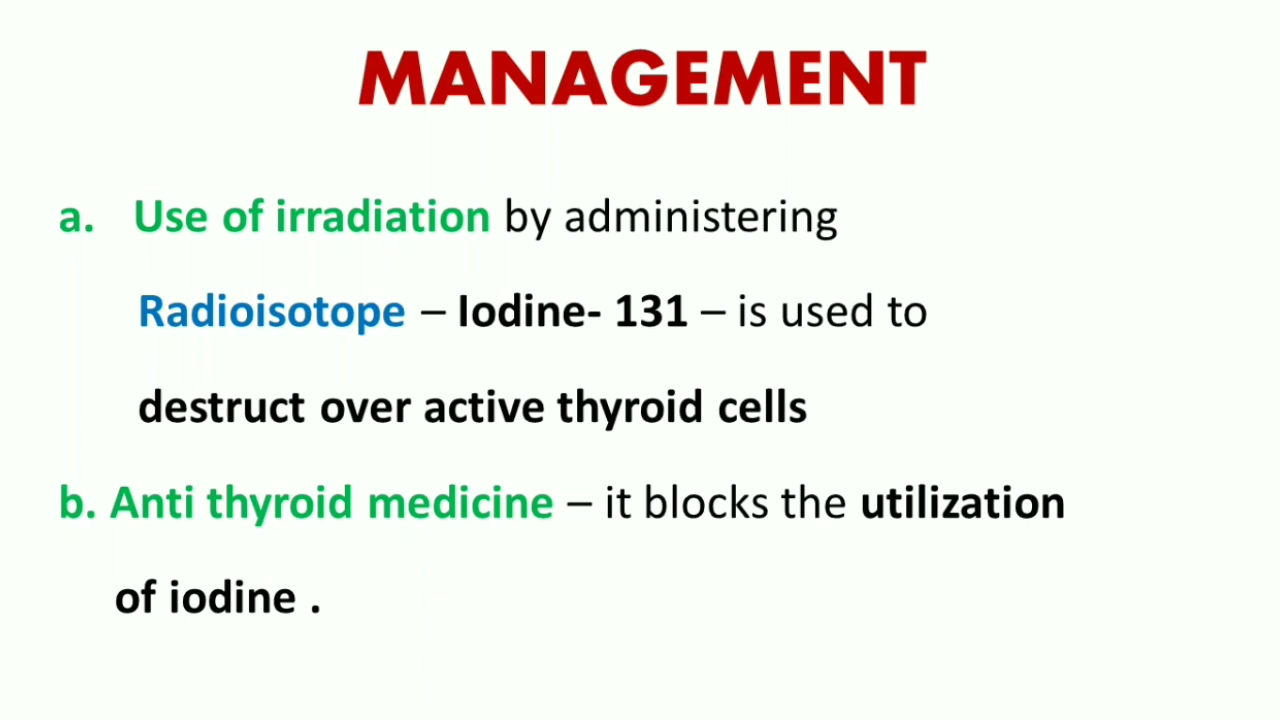 MANAGEMENT
a. Use of irradiation by administering
Radioisotope – Iodine- 131 – is used to
destruct over active thyroid cells
b. Anti thyroid medicine – it blocks the utilization
of iodine .